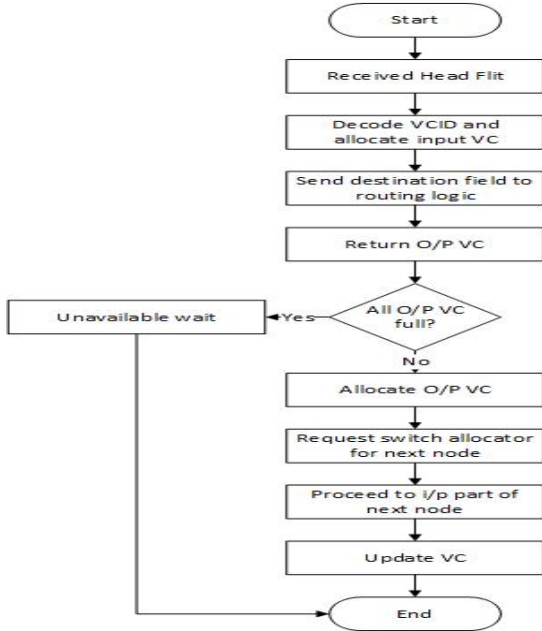 Start
Received Head Flit
Decode VCID and
allocate input VC
Send destination field to
routing logic
Return O/P VC
All O/P VC
full?
Yes
Unavailable wait
No
Allocate O/P VC
Request switch allocator
for next node
Proceed to i/p part of
next node
Update VC
End